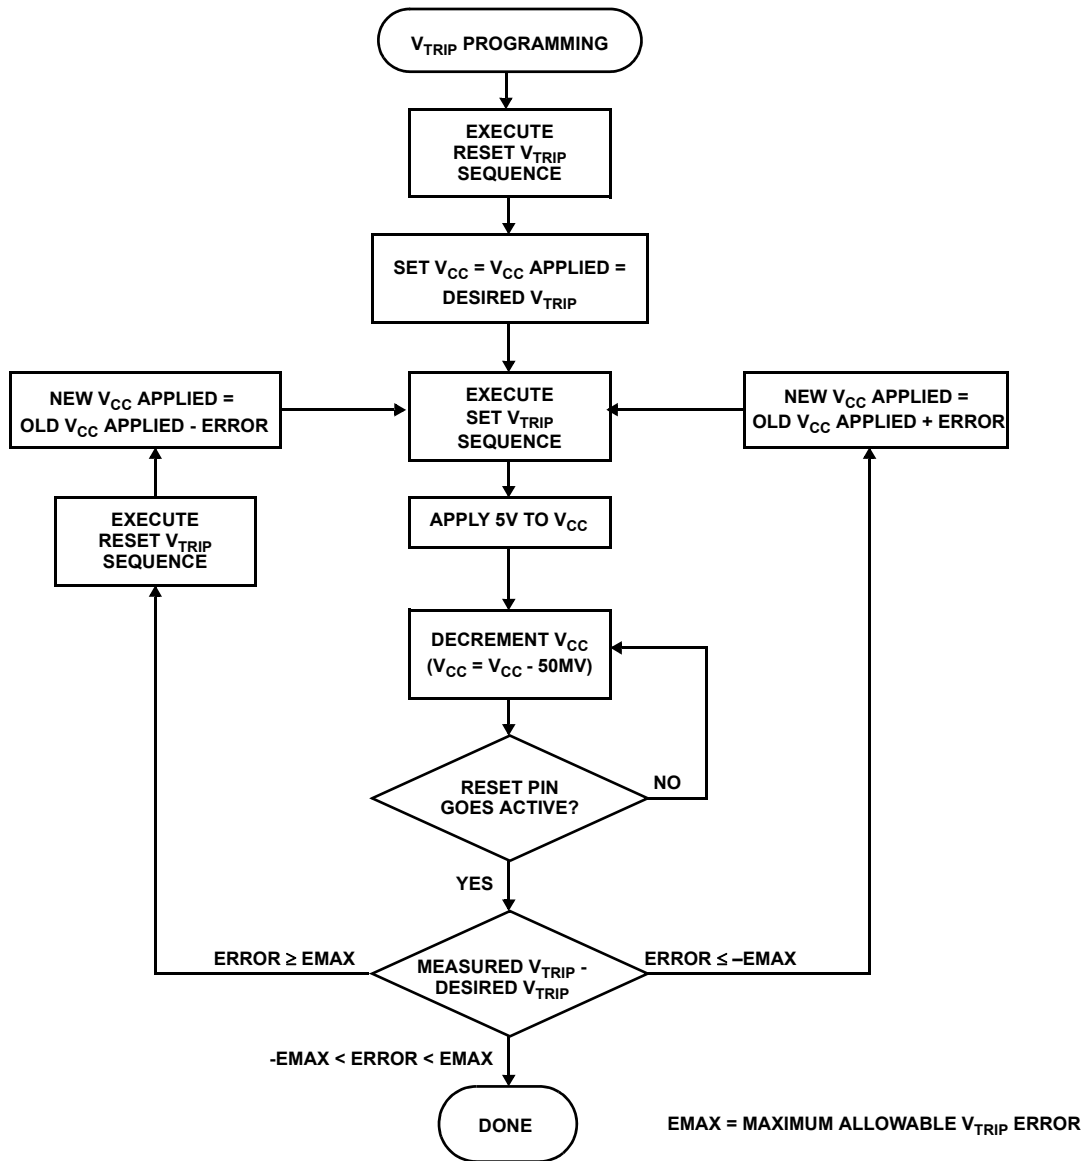 VTRIP PROGRAMMING
EXECUTE
RESET VTRIP
SEQUENCE
SET VCC = VCC APPLIED =
DESIRED VTRIP
NEW VCC APPLIED =
OLD VCC APPLIED - ERROR
EXECUTE
SET VTRIP
SEQUENCE
NEW VCC APPLIED =
OLD VCC APPLIED + ERROR
EXECUTE
RESET VTRIP
SEQUENCE
APPLY 5V TO VCC
DECREMENT VCC
(VCC = VCC - 50MV)
RESET PIN
GOES ACTIVE?
NO
YES
ERROR ≥ EMAX
MEASURED VTRIP -
DESIRED VTRIP
ERROR ≤ –EMAX
-EMAX < ERROR < EMAX
DONE
EMAX = MAXIMUM ALLOWABLE VTRIP ERROR